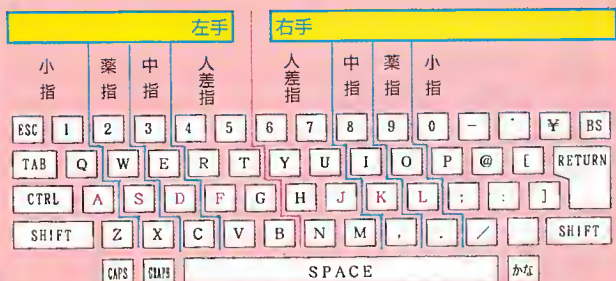 左手 右手
小指 薬指 中指 人差指 人差指 中指 薬指 小指
ESC 1 2 3 4 5 6 7 8 9 0 - ^ ¥ BS
TAB Q W E R T Y U I O P @ [ RETURN
CTRL A S D F G H J K L ; : ]
SHIFT Z X C V B N M , . / SHIFT
CAPS GRAPH SPACE かな